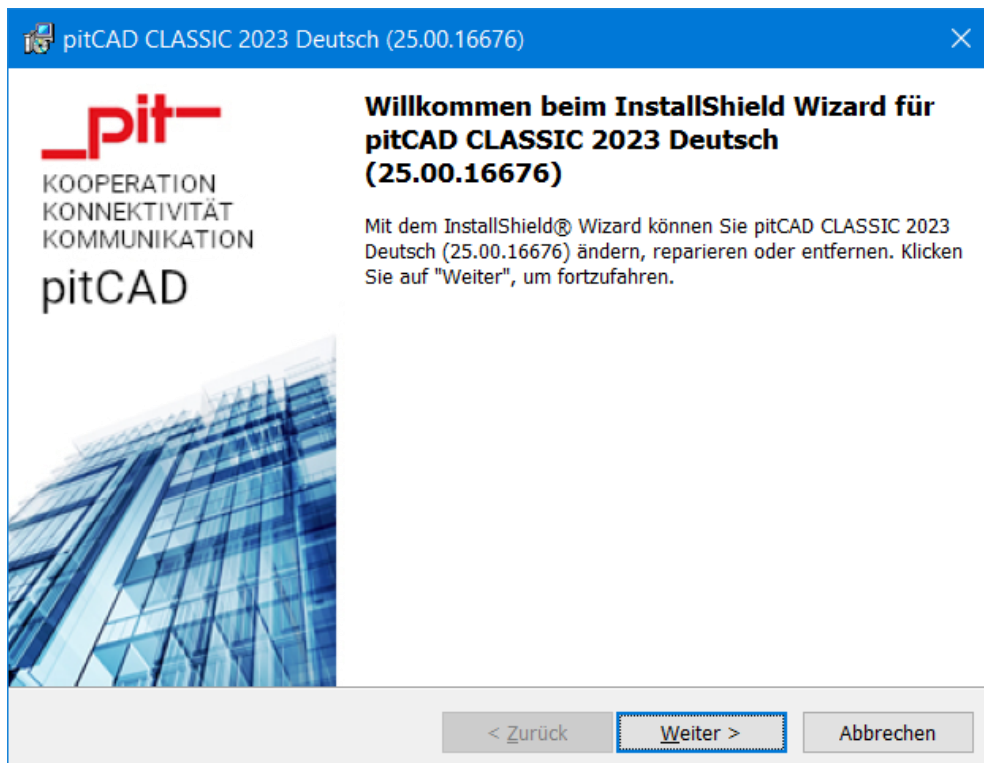 pitCAD CLASSIC 2023 Deutsch (25.00.16676)
_pit
KOOPERATION
KONNEKTIVITÄT
KOMMUNIKATION
pitCAD
Willkommen beim InstallShield Wizard für
pitCAD CLASSIC 2023 Deutsch
(25.00.16676)
Mit dem InstallShield® Wizard können Sie pitCAD CLASSIC 2023
Deutsch (25.00.16676) ändern, reparieren oder entfernen. Klicken
Sie auf "Weiter", um fortzufahren.
< Zurück
Weiter >
Abbrechen